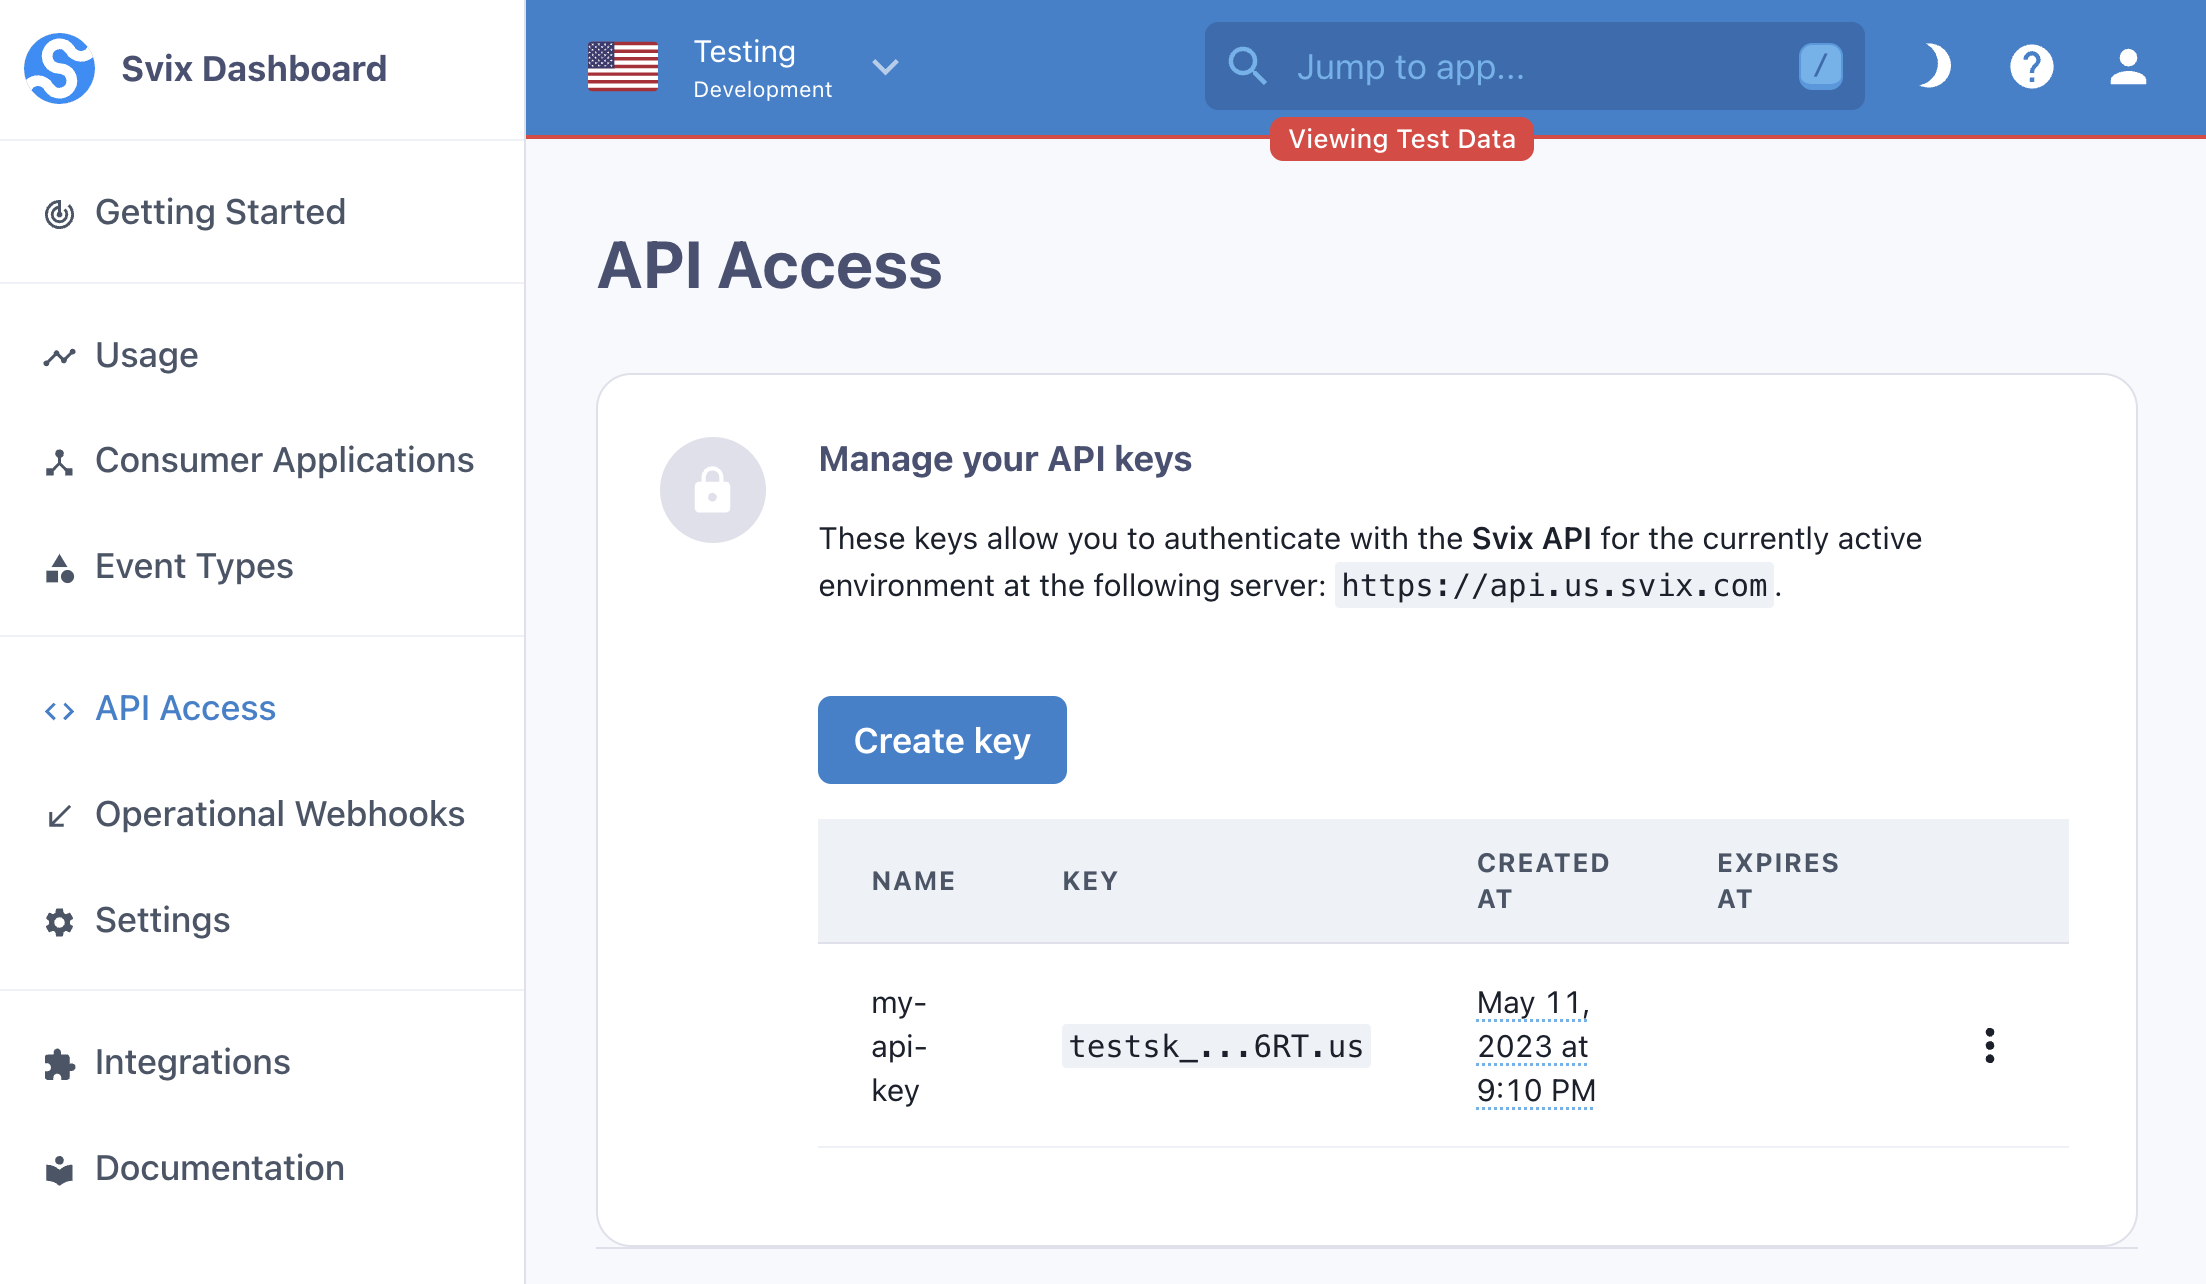 Svix Dashboard
Getting Started
Usage
Consumer Applications
Event Types
API Access
Operational Webhooks
Settings
Integrations
Documentation
Testing
Development
Jump to app...
/
?
Viewing Test Data
API Access
Manage your API keys
These keys allow you to authenticate with the Svix API for the currently active
environment at the following server: https://api.us.svix.com.
Create key
NAME
KEY
CREATED
AT
EXPIRES
AT
my-
api-
key
testsk_...6RT.us
May 11,
2023 at
9:10 PM